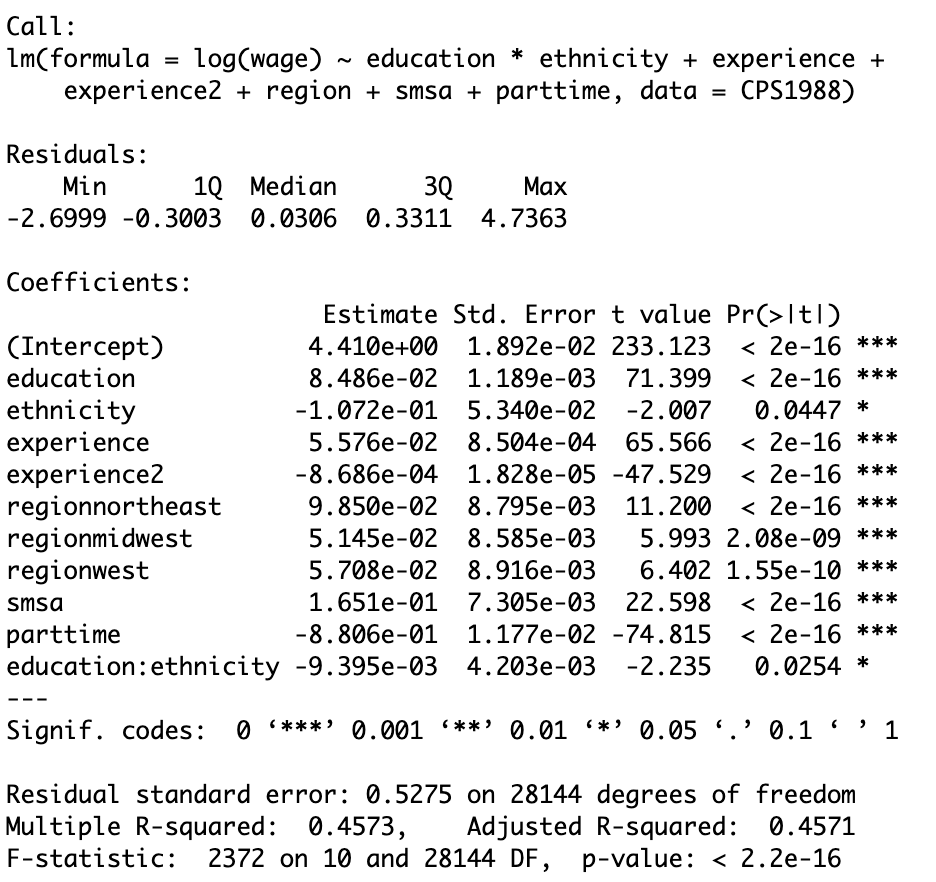 Call:
lm(formula = log(wage) ~ education * ethnicity + experience +
    experience2 + region + smsa + parttime, data = CPS1988)

Residuals:
    Min      1Q  Median      3Q     Max
-2.6999 -0.3003  0.0306  0.3311  4.7363

Coefficients:
                      Estimate Std. Error t value Pr(>|t|)
(Intercept)          4.410e+00  1.892e-02 233.123  < 2e-16 ***
education            8.486e-02  1.189e-03  71.399  < 2e-16 ***
ethnicity           -1.072e-01  5.340e-02  -2.007   0.0447 *
experience           5.576e-02  8.504e-04  65.566  < 2e-16 ***
experience2         -8.686e-04  1.828e-05 -47.529  < 2e-16 ***
regionnortheast      9.850e-02  8.795e-03  11.200  < 2e-16 ***
regionmidwest        5.145e-02  8.585e-03   5.993 2.08e-09 ***
regionwest           5.708e-02  8.916e-03   6.402 1.55e-10 ***
smsa                 1.651e-01  7.305e-03  22.598  < 2e-16 ***
parttime            -8.806e-01  1.177e-02 -74.815  < 2e-16 ***
education:ethnicity -9.395e-03  4.203e-03  -2.235   0.0254 *
---
Signif. codes:  0 ‘***’ 0.001 ‘**’ 0.01 ‘*’ 0.05 ‘.’ 0.1 ‘ ’ 1

Residual standard error: 0.5275 on 28144 degrees of freedom
Multiple R-squared:  0.4573,    Adjusted R-squared:  0.4571
F-statistic:  2372 on 10 and 28144 DF,  p-value: < 2.2e-16